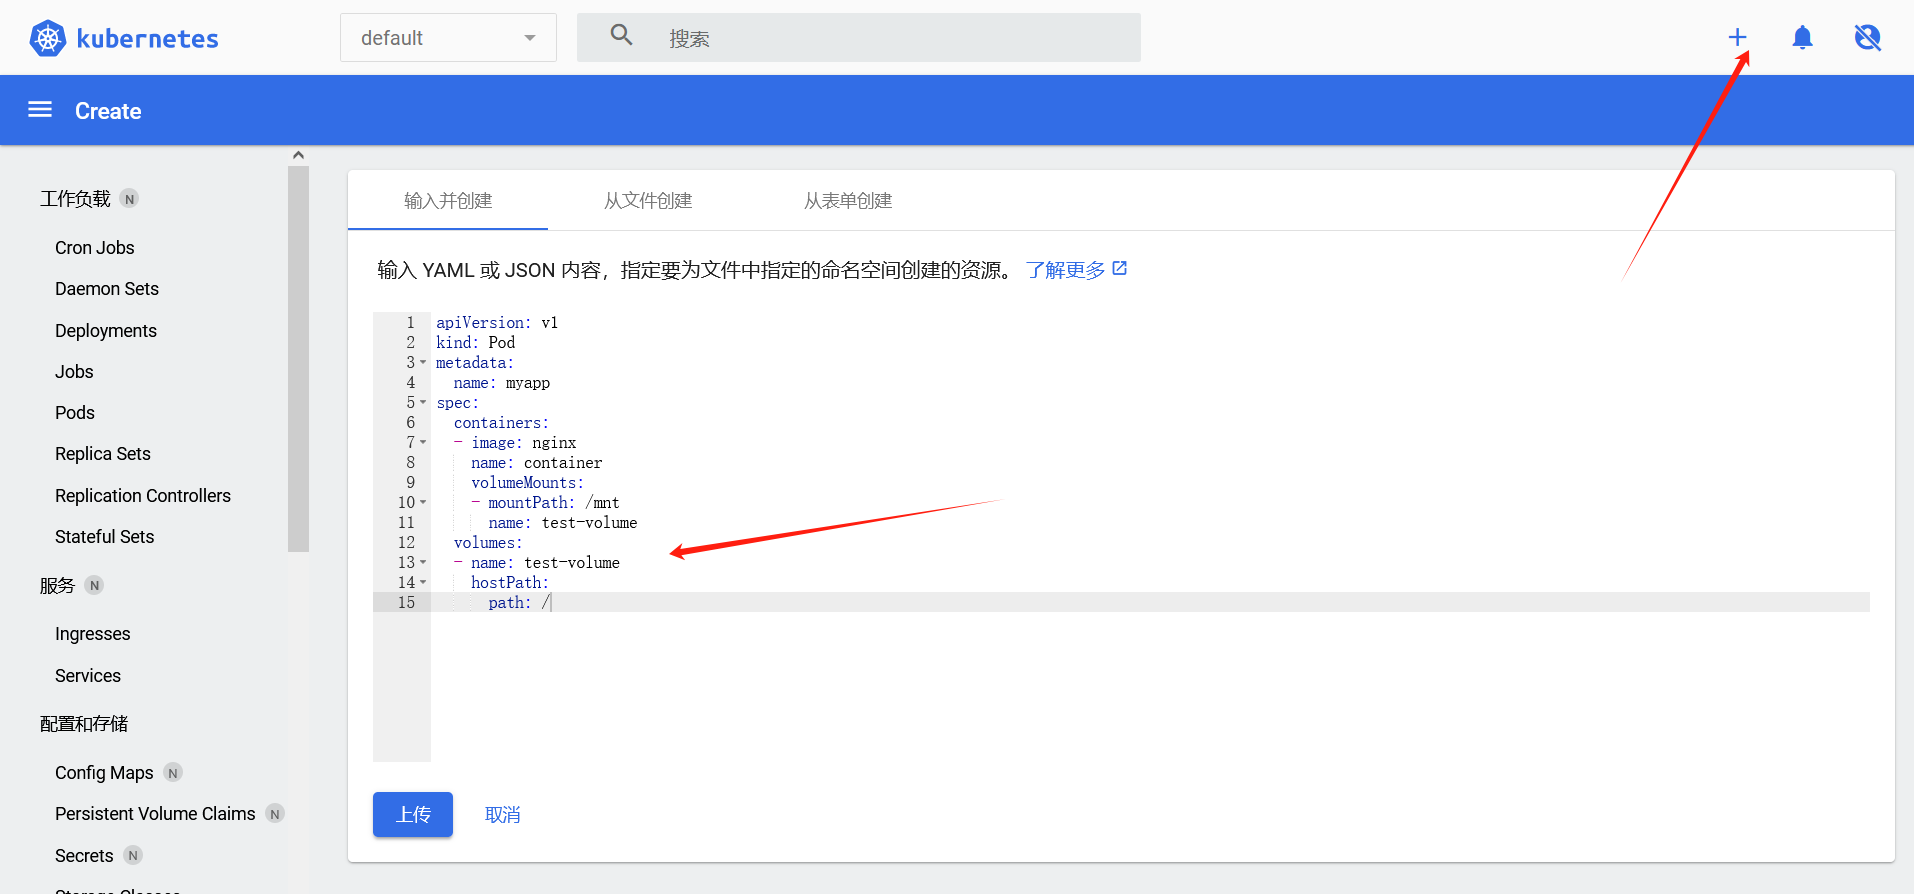 kubernetes
default
搜索
Create
工作负载 N
Cron Jobs
Daemon Sets
Deployments
Jobs
Pods
Replica Sets
Replication Controllers
Stateful Sets
服务 N
Ingresses
Services
配置和存储
Config Maps N
Persistent Volume Claims N
Secrets N
Storage Classes
输入并创建 从文件创建 从表单创建
输入 YAML 或 JSON 内容，指定要为文件中指定的命名空间创建的资源。 了解更多
1 apiVersion: v1
2 kind: Pod
3 metadata:
4 name: myapp
5 spec:
6 containers:
7 - image: nginx
8 name: container
9 volumeMounts:
10 - mountPath: /mnt
11 name: test-volume
12 volumes:
13 - name: test-volume
14 hostPath:
15 path: /
上传 取消